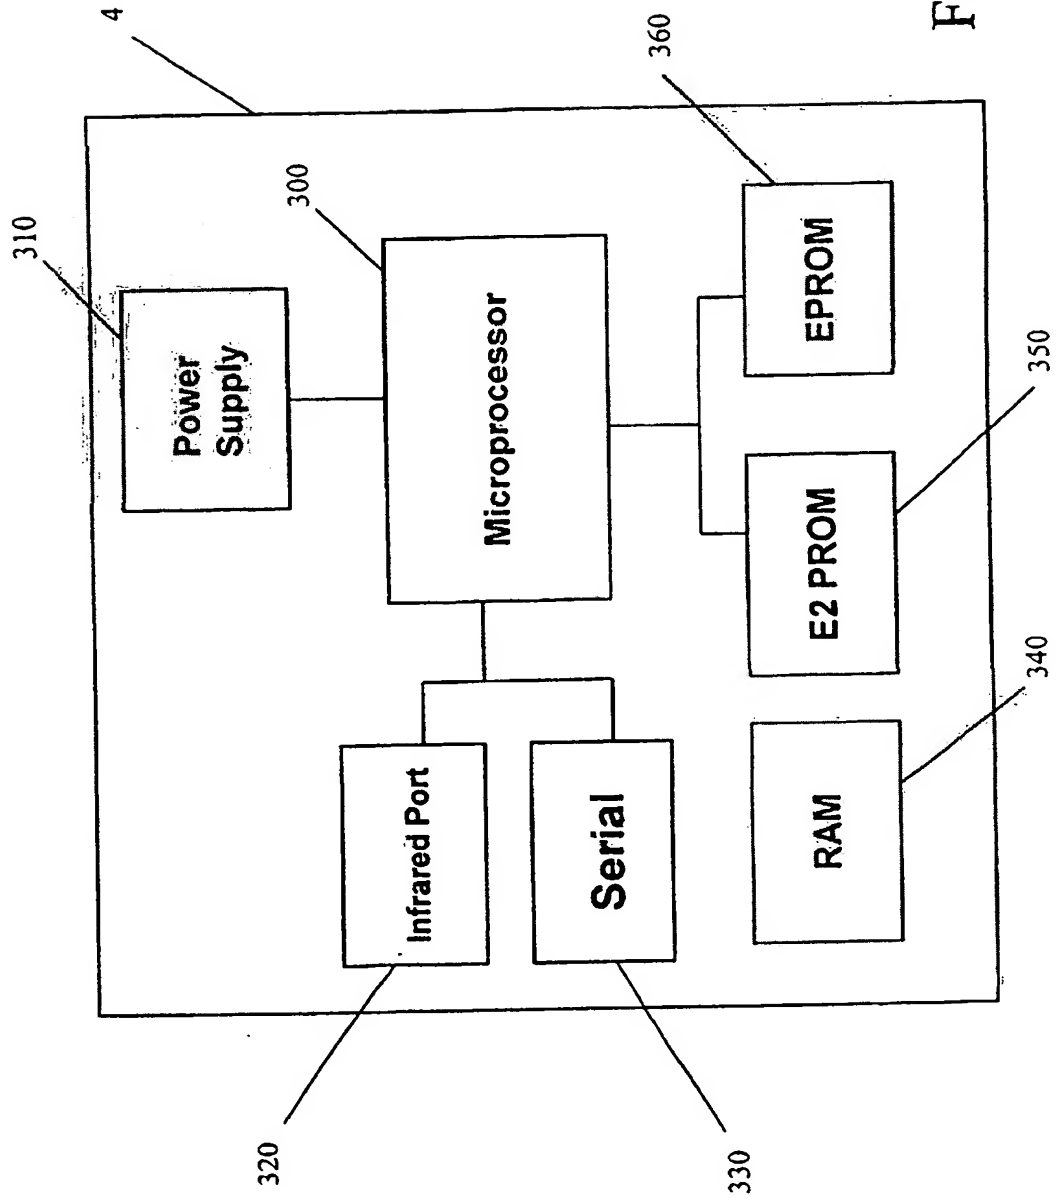 310
4
Power
Supply
320
300
Infrared Port
Microprocessor
Serial
360
330
RAM
E2 PROM
EPROM
F
340
350